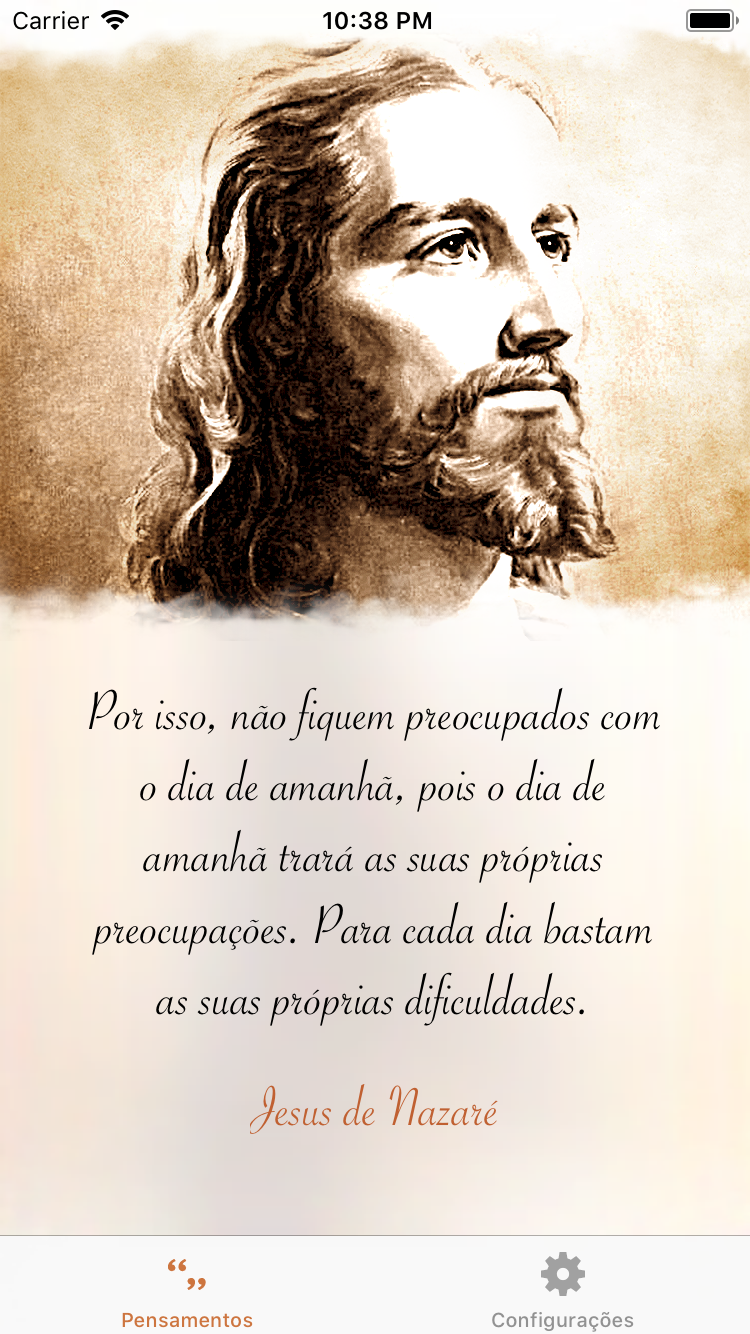 Carrier 10:38 PM
Por isso, não fiquem preocupados com
o dia de amanhã, pois o dia de
amanhã trará as suas próprias
preocupações. Para cada dia bastam
as suas próprias dificuldades.
Jesus de Nazaré
Pensamentos Configurações